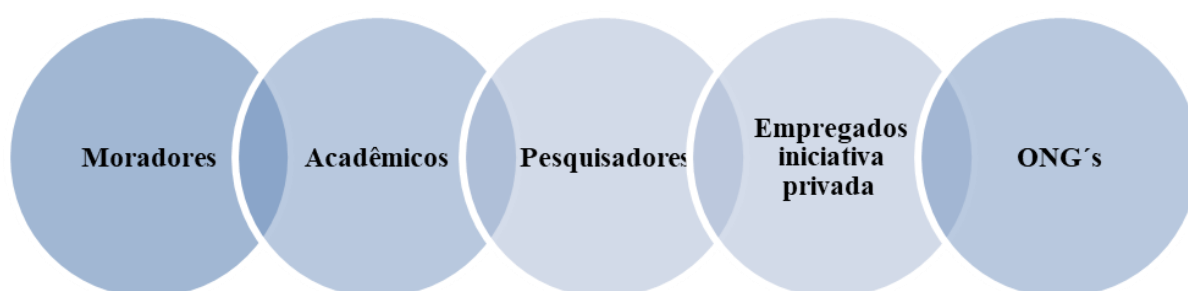 Moradores
Acadêmicos
Pesquisadores
Empregados
iniciativa
privada
ONG´s